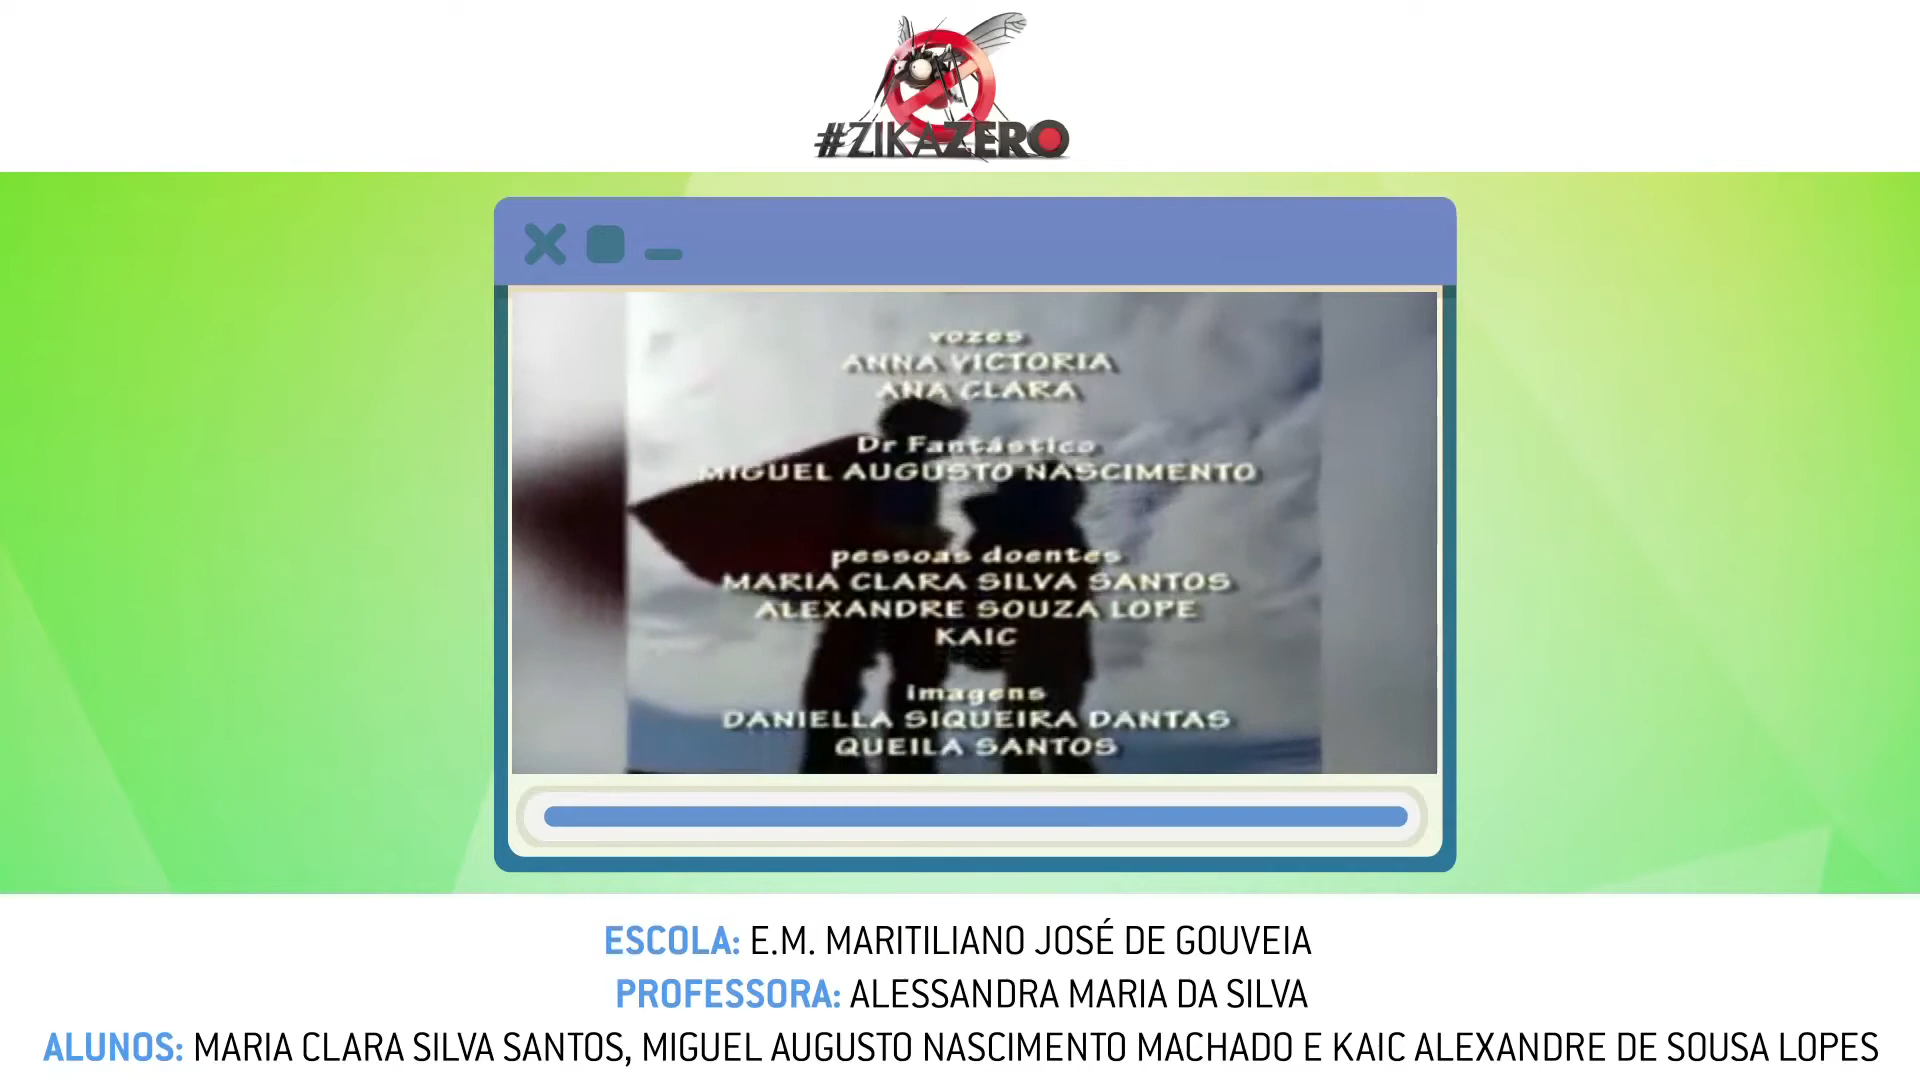 #ZIKAZERO
vozes
ANNA VICTORIA
ANA CLARA
Dr Fantástico
MIGUEL AUGUSTO NASCIMENTO
pessoas doentes
MARIA CLARA SILVA SANTOS
ALEXANDRE SOUZA LOPE
KAIC
imagens
DANIELLA SIQUEIRA DANTAS
QUEILA SANTOS
ESCOLA: E.M. MARITILIANO JOSÉ DE GOUVEIA
PROFESSORA: ALESSANDRA MARIA DA SILVA
ALUNOS: MARIA CLARA SILVA SANTOS, MIGUEL AUGUSTO NASCIMENTO MACHADO E KAIC ALEXANDRE DE SOUSA LOPES